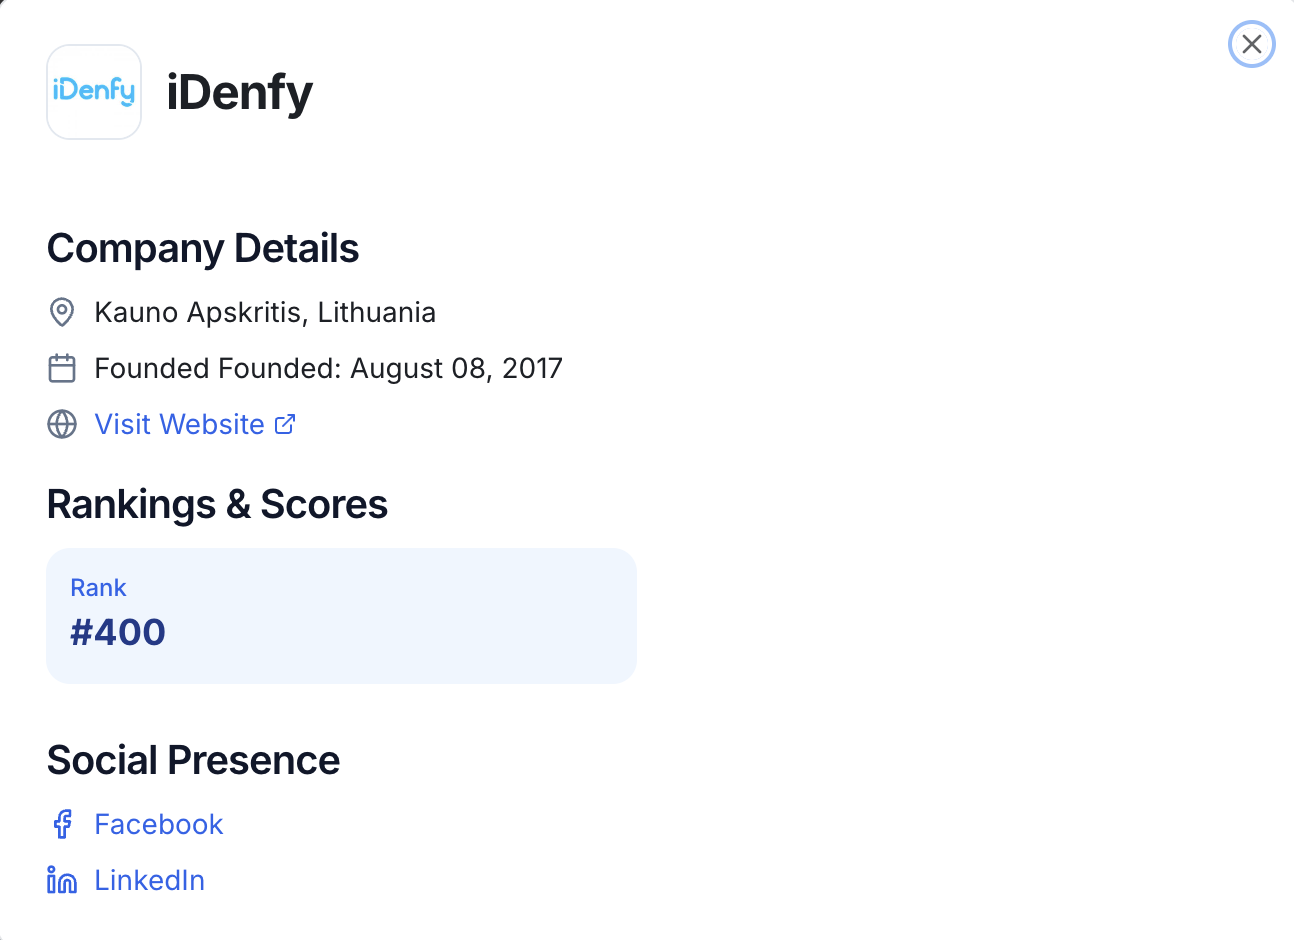 iDenfy
iDenfy
Company Details
Kauno Apskritis, Lithuania
Founded Founded: August 08, 2017
Visit Website
Rankings & Scores
Rank
#400
Social Presence
Facebook
LinkedIn